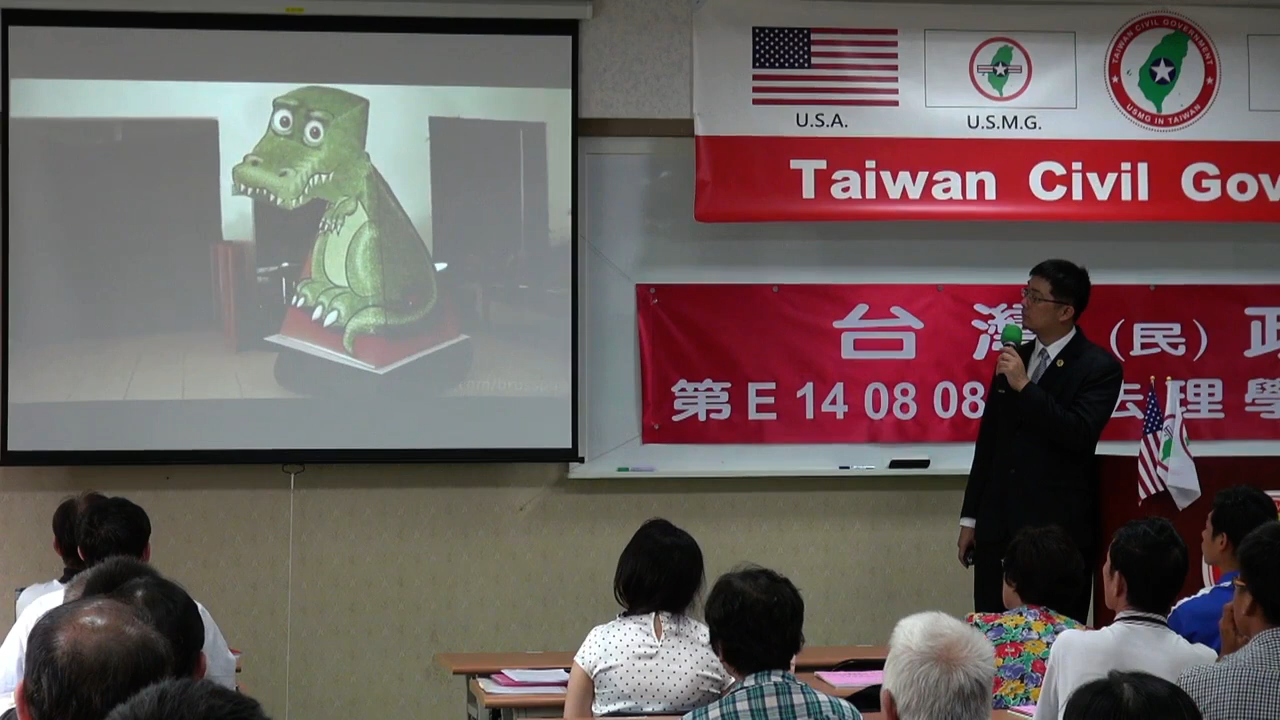 U.S.A.
U.S.M.G.
TAIWAN CIVIL GOVERNMENT
USMG IN TAIWAN
Taiwan Civil Gov
台灣(民)政
第E 14 08 08 法理學